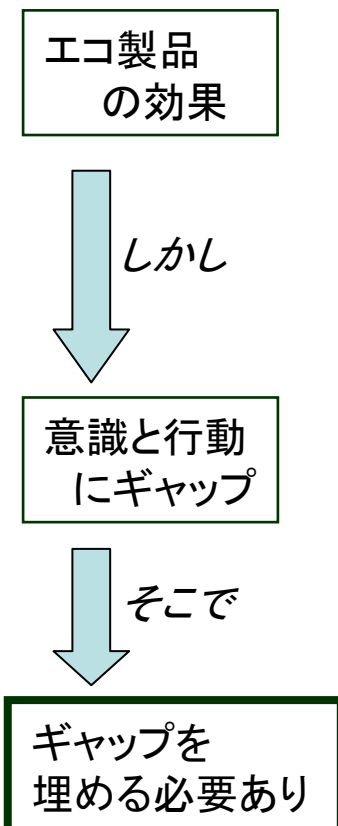 エコ製品
の効果
しかし
意識と行動
にギャップ
そこで
ギャップを
埋める必要あり